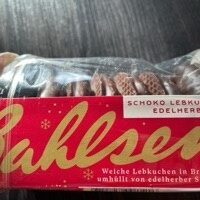 SCHOKO LEBKU
EDELHERB
ahlsen
Weiche Lebkuchen in Br
umhüllt von edelherber S